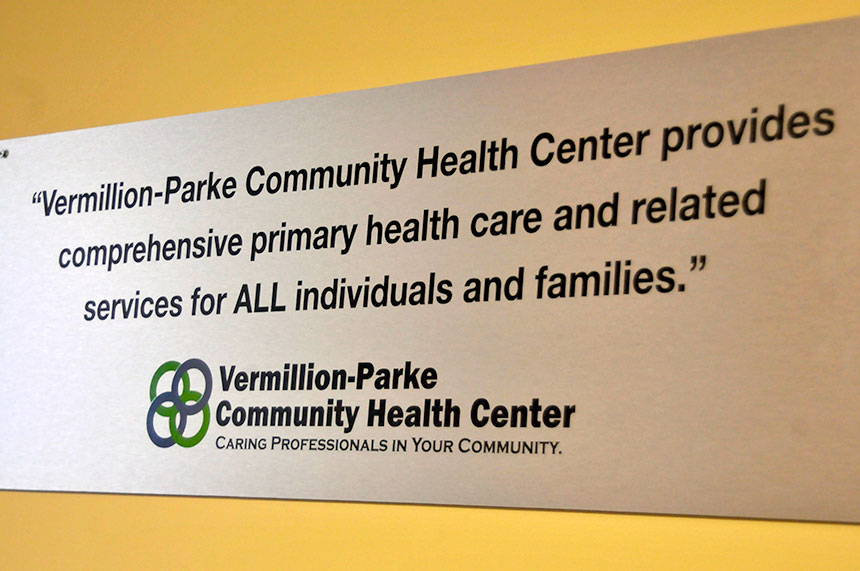 “Vermillion-Parke Community Health Center provides
comprehensive primary health care and related
services for ALL individuals and families.”
Vermillion-Parke
Community Health Center
CARING PROFESSIONALS IN YOUR COMMUNITY.